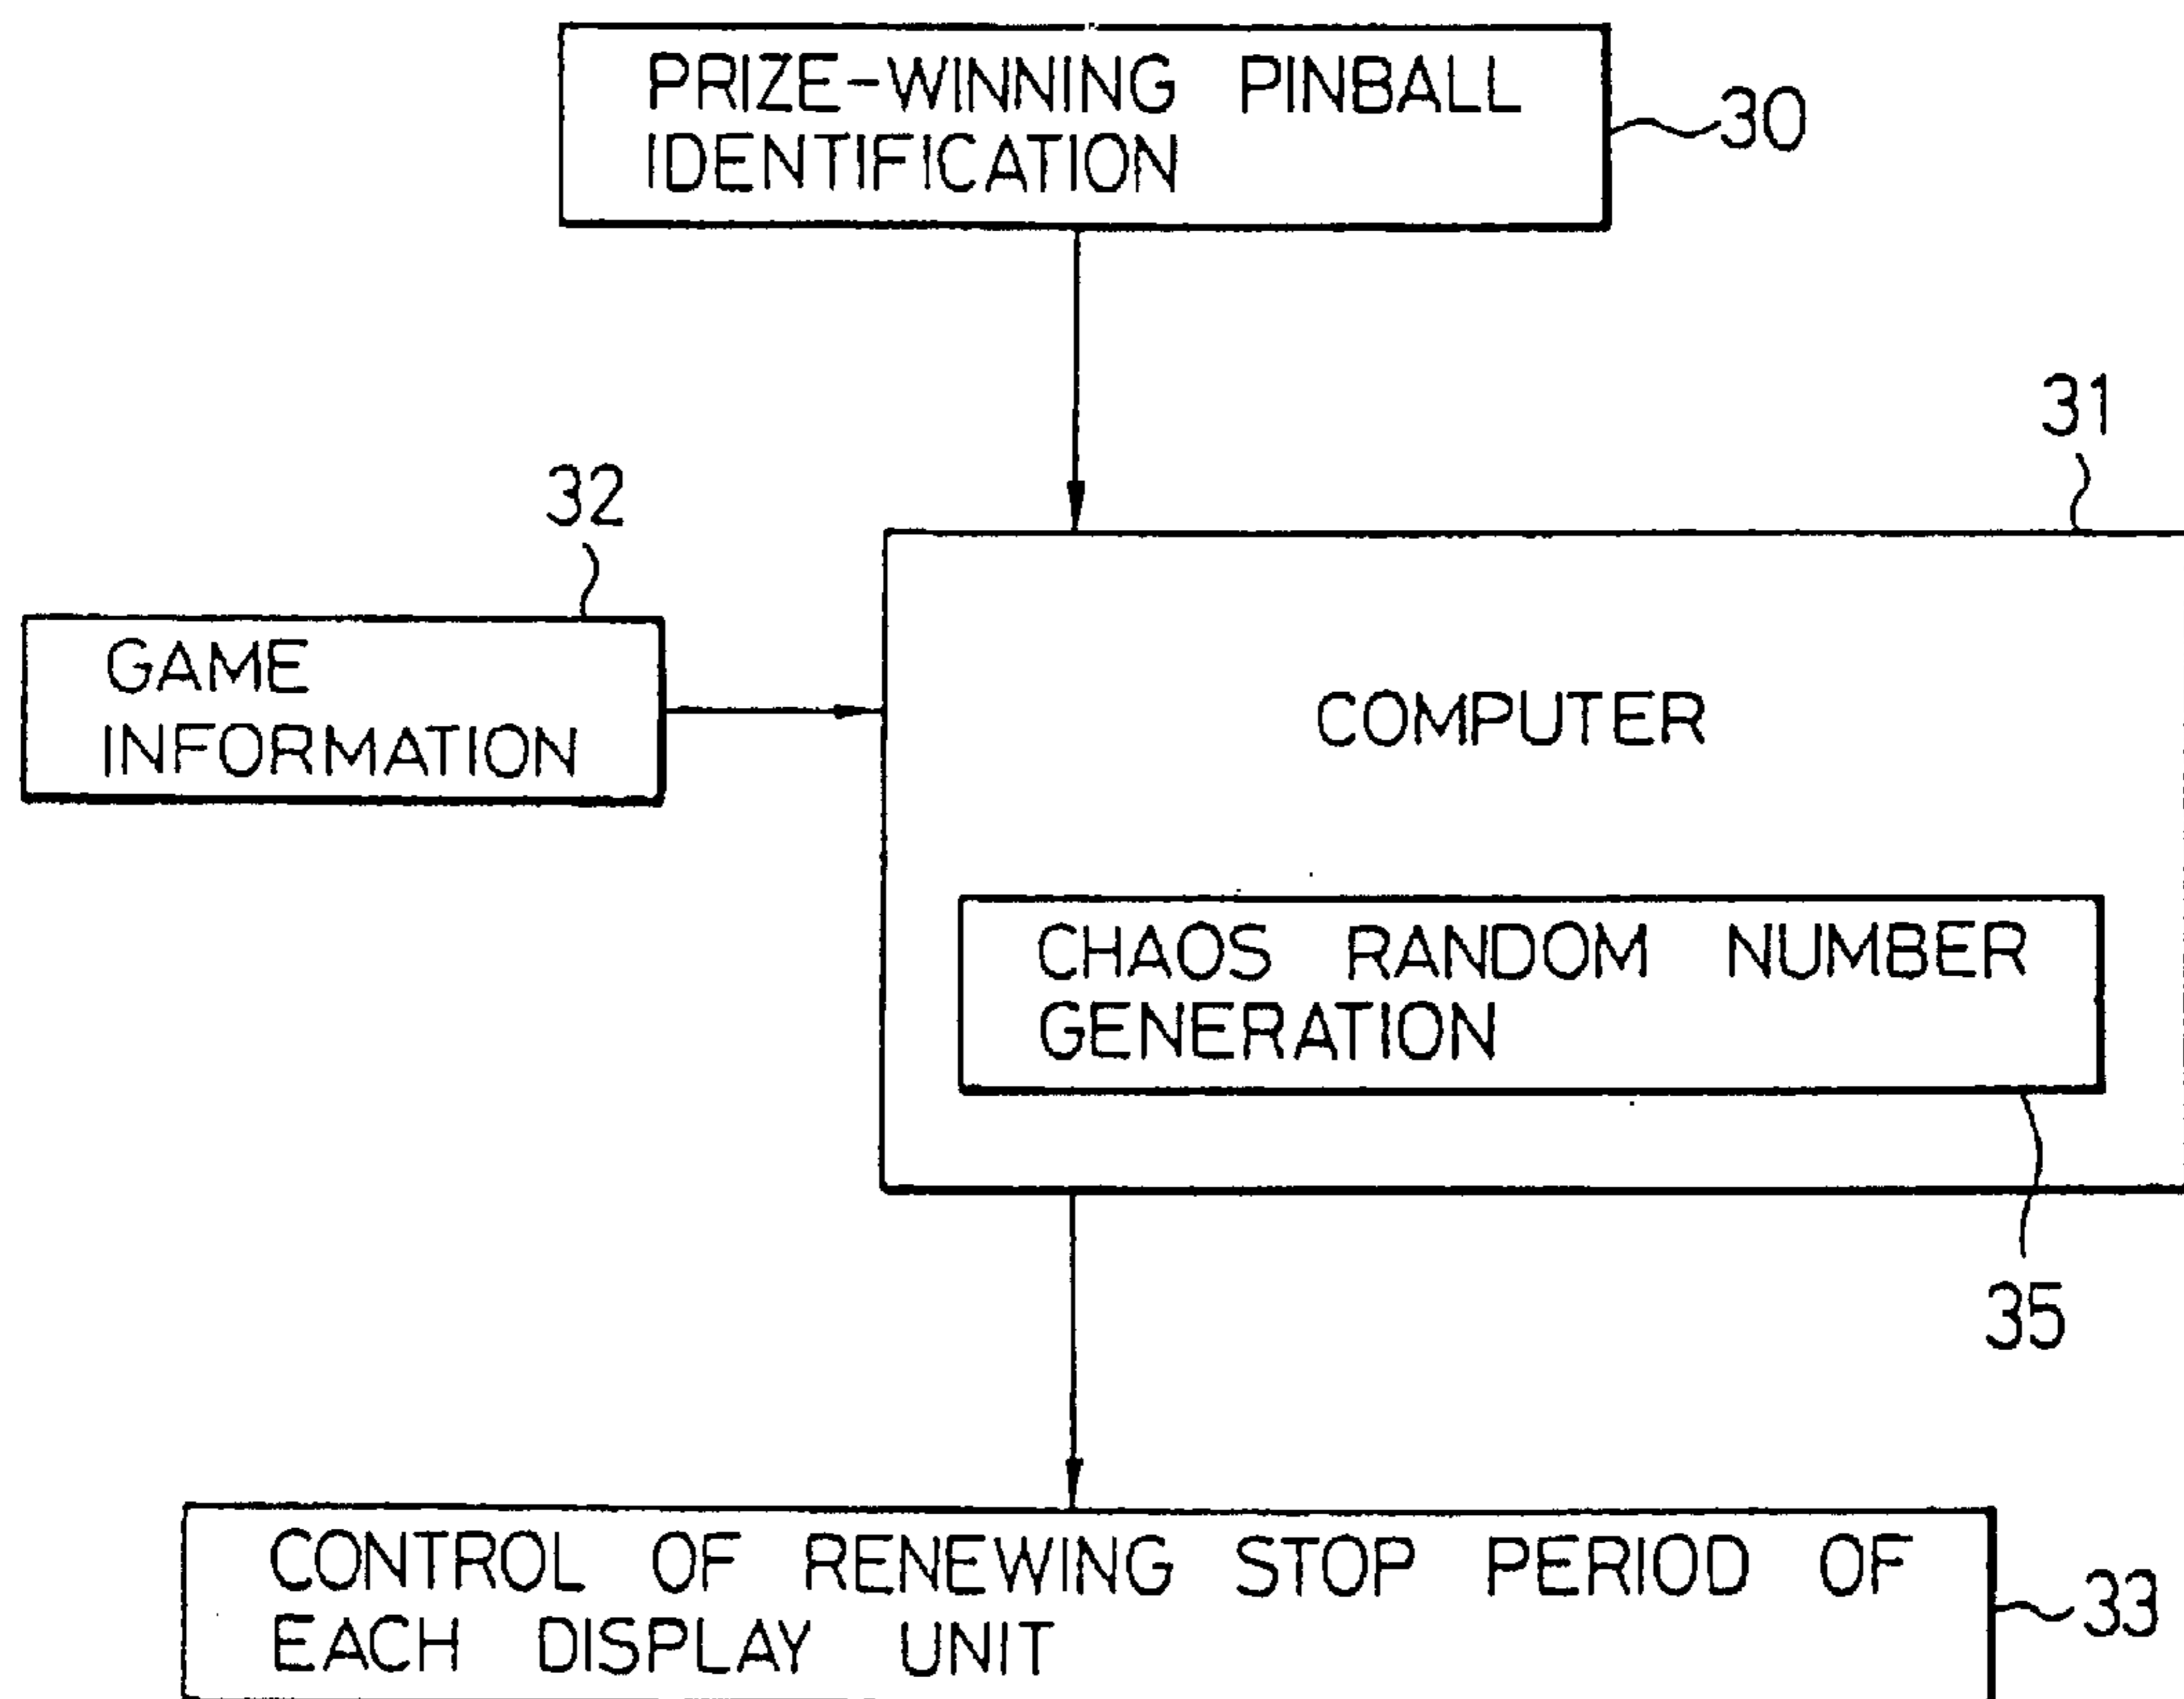 PRIZE-WINNING PINBALL
IDENTIFICATION
30
31
32
GAME
INFORMATION
COMPUTER
CHAOS RANDOM NUMBER
GENERATION
35
CONTROL OF RENEWING STOP PERIOD OF
EACH DISPLAY UNIT
33